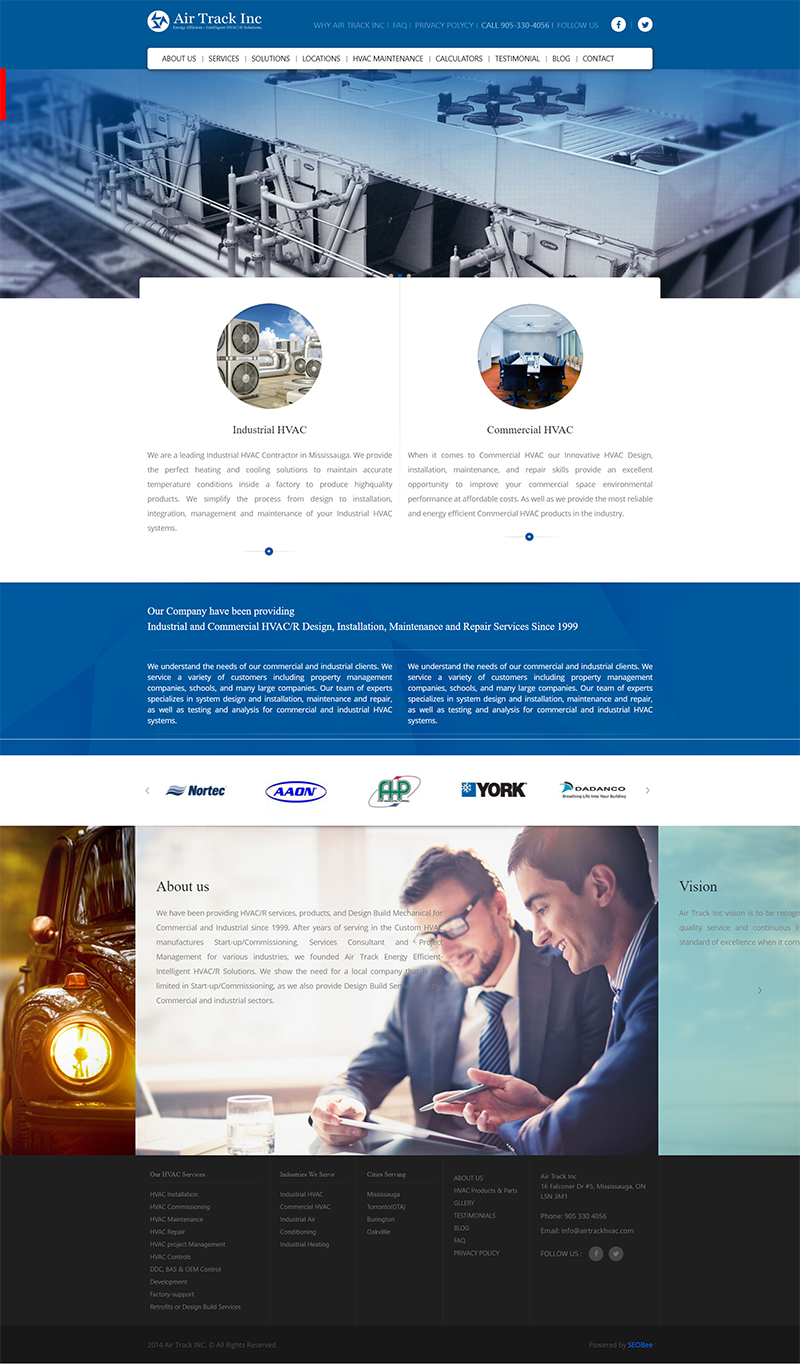 Air Track Inc
Energy Efficient - Intelligent HVAC/R Solutions.
WHY AIR TRACK INC | FAQ | PRIVACY POLYCY | CALL 905-330-4056 | FOLLOW US
ABOUT US | SERVICES | SOLUTIONS | LOCATIONS | HVAC MAINTENANCE | CALCULATORS | TESTIMONIAL | BLOG | CONTACT
Industrial HVAC
We are a leading Industrial HVAC Contractor in Mississauga. We provide
the perfect heating and cooling solutions to maintain accurate
temperature conditions inside a factory to produce highquality
products. We simplify the process from design to installation,
integration, management and maintenance of your Industrial HVAC
systems.
Commercial HVAC
When it comes to Commercial HVAC our Innovative HVAC Design,
installation, maintenance, and repair skills provide an excellent
opportunity to improve your commercial space environmental
performance at affordable costs. As well as we provide the most reliable
and energy efficient Commercial HVAC products in the industry.
Our Company have been providing
Industrial and Commercial HVAC/R Design, Installation, Maintenance and Repair Services Since 1999
We understand the needs of our commercial and industrial clients. We
service a variety of customers including property management
companies, schools, and many large companies. Our team of experts
specializes in system design and installation, maintenance and repair,
as well as testing and analysis for commercial and industrial HVAC
systems.
We understand the needs of our commercial and industrial clients. We
service a variety of customers including property management
companies, schools, and many large companies. Our team of experts
specializes in system design and installation, maintenance and repair,
as well as testing and analysis for commercial and industrial HVAC
systems.
Nortec
AAON
FHP
YORK
DADANCO
Breathing Life Into Your Building
About us
We have been providing HVAC/R services, products, and Design Build Mechanical for
Commercial and Industrial since 1999. After years of serving in the Custom HVAC
manufactures Start-up/Commissioning, Services Consultant and Project
Management for various industries, we founded Air Track Energy Efficient-
Intelligent HVAC/R Solutions. We show the need for a local company that
limited in Start-up/Commissioning, as we also provide Design Build
Commercial and industrial sectors.
Vision
Air Track Inc vision is to be recogn
quality service and continuous i
standard of excellence when it com
Our HVAC Services
HVAC Installation
HVAC Commissioning
HVAC Maintenance
HVAC Repair
HVAC project Management
HVAC Controls
DDC, BAS & OEM Control
Development
Factory-support
Retrofits or Design Build Services
Industries We Serve
Industrial HVAC
Commercial HVAC
Industrial Air
Conditioning
Industrial Heating
Cities Serving
Mississauga
Torronto(GTA)
Burington
Oakvillie
ABOUT US
HVAC Products & Parts
GLLERY
TESTIMONIALS
BLOG
FAQ
PRIVACY POLICY
Air Track Inc
16 Falconer Dr #5, Mississauga, ON
L5N 3M1
Phone: 905 330 4056
Email: info@airtrackhvac.com
FOLLOW US :
2014 Air Track INC. © All Rights Reserved.
Powered by SEOBee